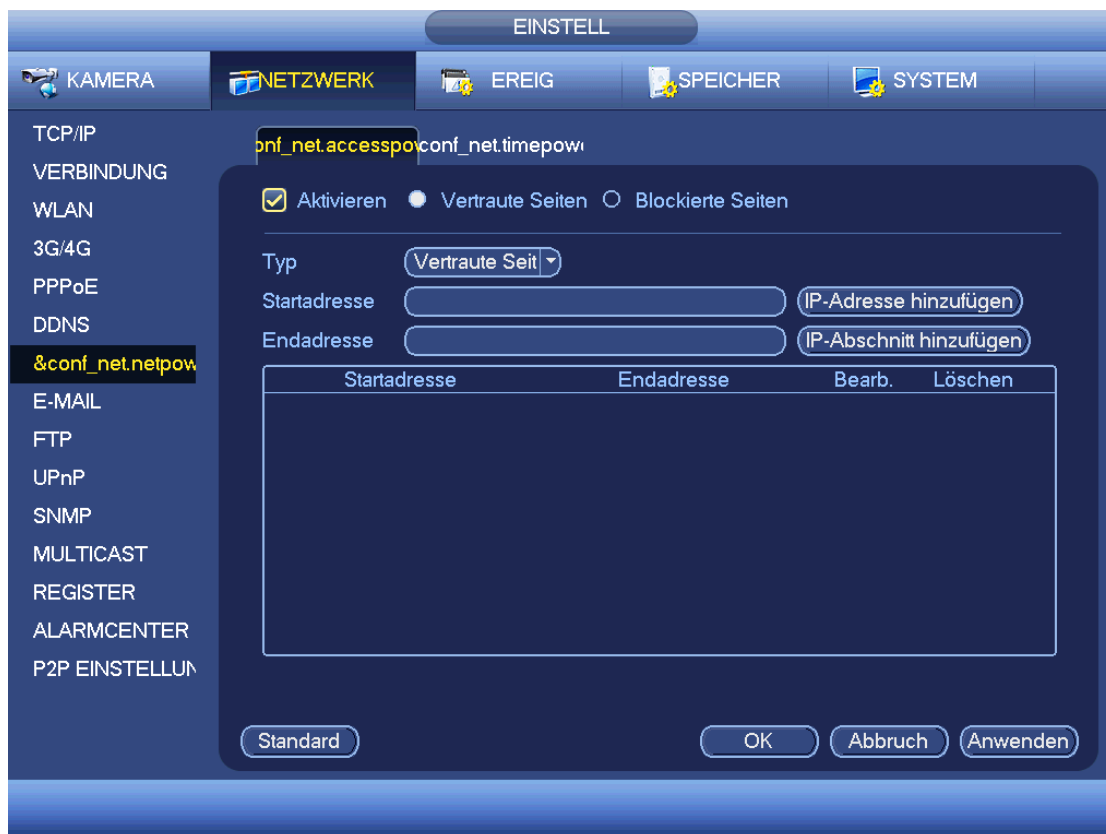 EINSTELL
KAMERA NETZWERK EREIG SPEICHER SYSTEM
TCP/IP
VERBINDUNG
WLAN
3G/4G
PPPoE
DDNS
&conf_net.netpow
E-MAIL
FTP
UPnP
SNMP
MULTICAST
REGISTER
ALARMCENTER
P2P EINSTELLUN
onf_net.accesspov conf_net.timepow
Aktivieren Vertraute Seiten Blockierte Seiten
Typ Vertraute Seit
Startadresse IP-Adresse hinzufügen
Endadresse IP-Abschnitt hinzufügen
Startadresse Endadresse Bearb. Löschen
Standard OK Abbruch Anwenden